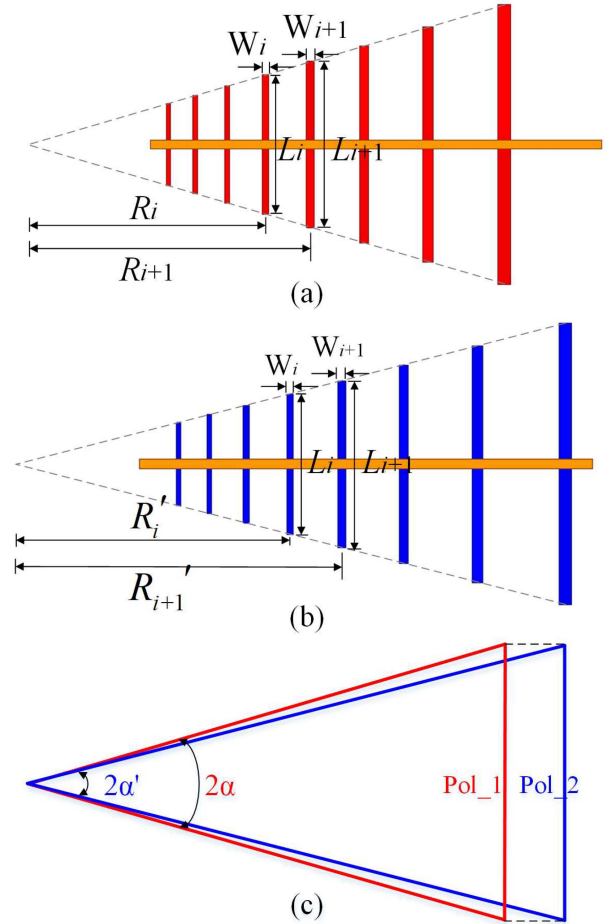 Wi Wi+1
Li Li+1
Ri
Ri+1
(a)
Wi Wi+1
Li Li+1
Ri'
Ri+1'
(b)
2α' 2α Pol_1 Pol_2
(c)